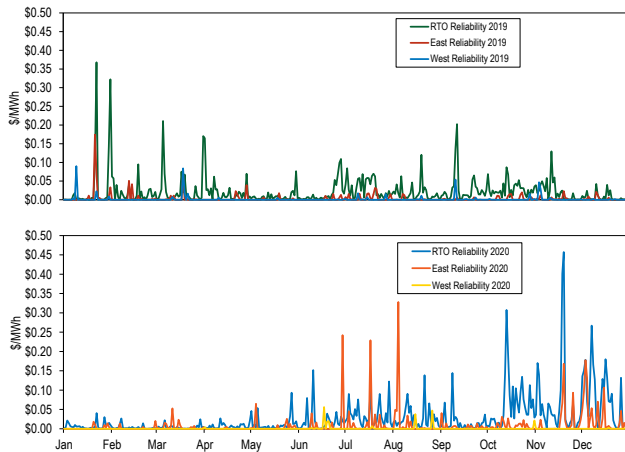 $0.50
$0.45
$0.40
$0.35
$0.30
$0.25
$0.20
$0.15
$0.10
$0.05
$0.00
$/MWh
RTO Reliability 2019
East Reliability 2019
West Reliability 2019
$0.50
$0.45
$0.40
$0.35
$0.30
$0.25
$0.20
$0.15
$0.10
$0.05
$0.00
$/MWh
RTO Reliability 2020
East Reliability 2020
West Reliability 2020
Jan Feb Mar Apr May Jun Jul Aug Sep Oct Nov Dec